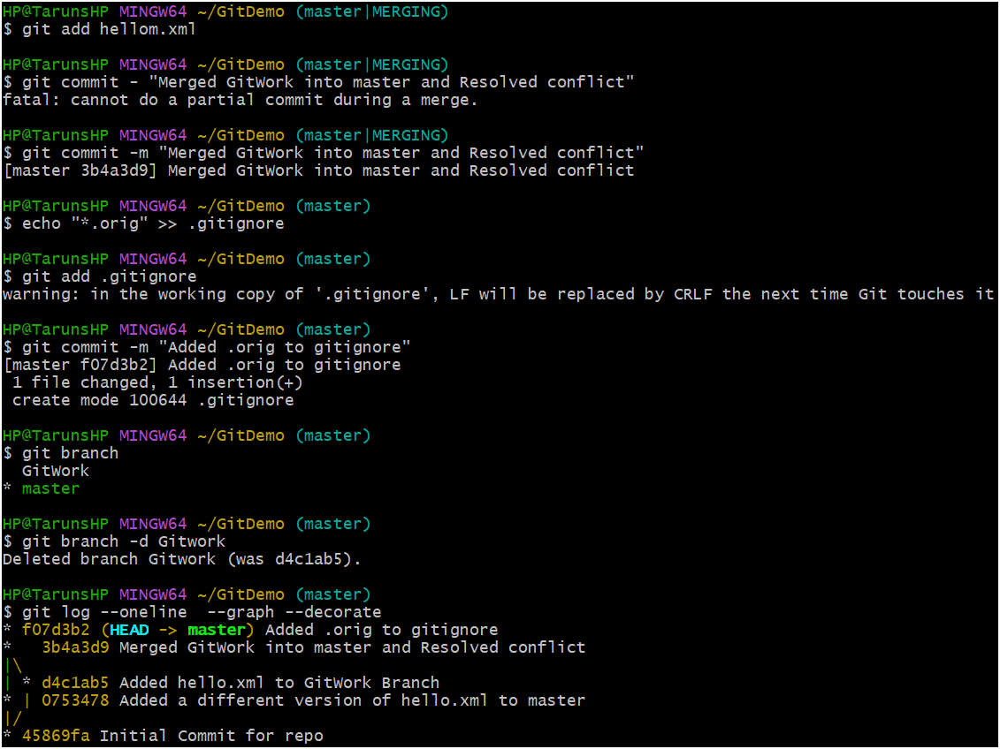 HP@TarunsHP MINGW64 ~/GitDemo (master|MERGING)
$ git add hellom.xml
HP@TarunsHP MINGW64 ~/GitDemo (master|MERGING)
$ git commit - "Merged GitWork into master and Resolved conflict"
fatal: cannot do a partial commit during a merge.
HP@TarunsHP MINGW64 ~/GitDemo (master|MERGING)
$ git commit -m "Merged GitWork into master and Resolved conflict"
[master 3b4a3d9] Merged GitWork into master and Resolved conflict
HP@TarunsHP MINGW64 ~/GitDemo (master)
$ echo "*.orig" >> .gitignore
HP@TarunsHP MINGW64 ~/GitDemo (master)
$ git add .gitignore
warning: in the working copy of '.gitignore', LF will be replaced by CRLF the next time Git touches it
HP@TarunsHP MINGW64 ~/GitDemo (master)
$ git commit -m "Added .orig to gitignore"
[master f07d3b2] Added .orig to gitignore
 1 file changed, 1 insertion(+)
 create mode 100644 .gitignore
HP@TarunsHP MINGW64 ~/GitDemo (master)
$ git branch
  GitWork
* master
HP@TarunsHP MINGW64 ~/GitDemo (master)
$ git branch -d Gitwork
Deleted branch Gitwork (was d4c1ab5).
HP@TarunsHP MINGW64 ~/GitDemo (master)
$ git log --oneline  --graph --decorate
* f07d3b2 (HEAD -> master) Added .orig to gitignore
*   3b4a3d9 Merged GitWork into master and Resolved conflict
|\
| * d4c1ab5 Added hello.xml to GitWork Branch
* | 0753478 Added a different version of hello.xml to master
|/
* 45869fa Initial Commit for repo